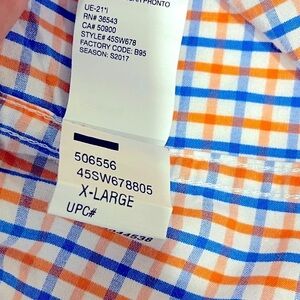 UE-21"I
RN# 36543
CA# 50900
STYLE# 45SW678
FACTORY CODE: B95
SEASON: S2017
506556
45SW678805
X-LARGE
UPC#